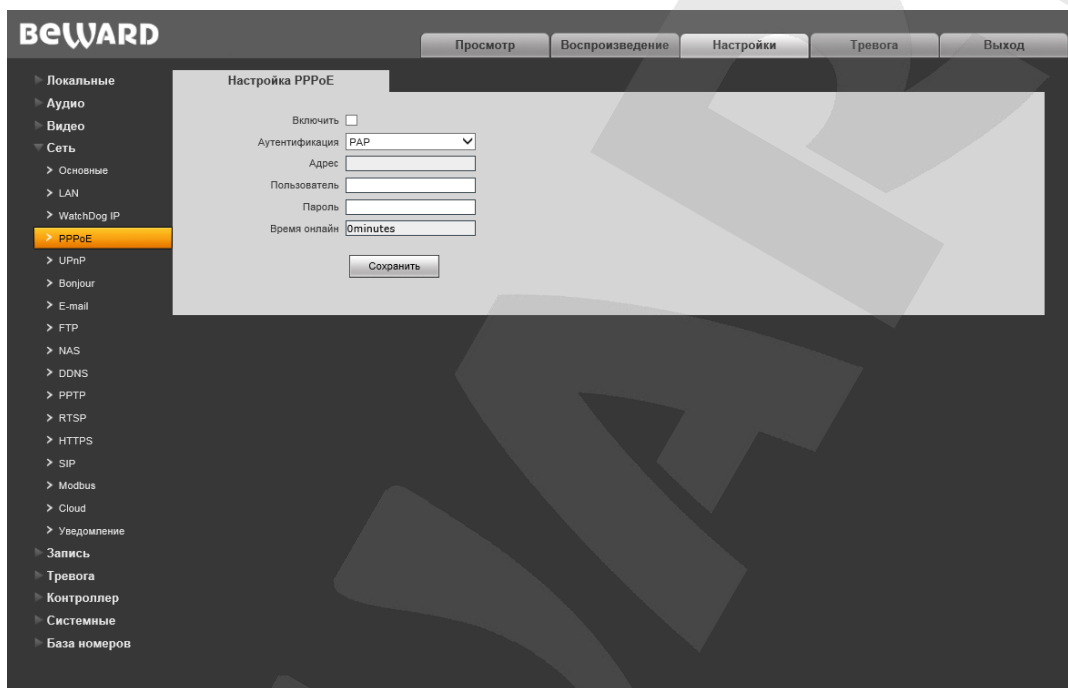 BEWARD
Просмотр
Воспроизведение
Настройки
Тревога
Выход
Локальные
Аудио
Видео
Сеть
Основные
LAN
WatchDog IP
PPPoE
UPnP
Bonjour
E-mail
FTP
NAS
DDNS
PPTP
RTSP
HTTPS
SIP
Modbus
Cloud
Уведомление
Запись
Тревога
Контроллер
Системные
База номеров
Настройка PPPoE
Включить
Аутентификация PAP
Адрес
Пользователь
Пароль
Время онлайн 0minutes
Сохранить